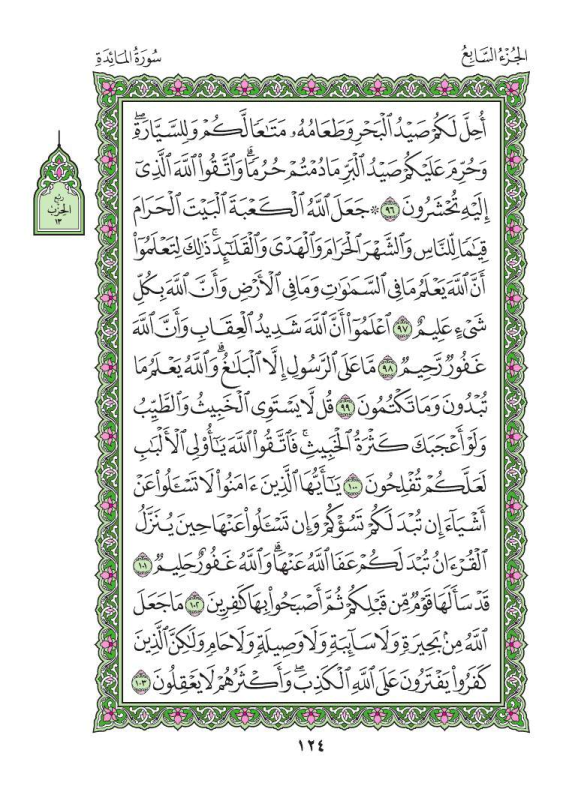 الجُزْءُ السَّابِعُ
سُورَةُ المَائِدَةِ
أُحِلَّ لَكُمْ صَيْدُ ٱلْبَحْرِ وَطَعَامُهُۥ مَتَٰعًا لَّكُمْ وَلِلسَّيَّارَةِۖ
وَحُرِّمَ عَلَيْكُمْ صَيْدُ ٱلْبَرِّ مَا دُمْتُمْ حُرُمًاۗ وَٱتَّقُوا۟ ٱللَّهَ ٱلَّذِىٓ
إِلَيْهِ تُحْشَرُونَ ٩٦ ۞ جَعَلَ ٱللَّهُ ٱلْكَعْبَةَ ٱلْبَيْتَ ٱلْحَرَامَ
قِيَٰمًا لِّلنَّاسِ وَٱلشَّهْرَ ٱلْحَرَامَ وَٱلْهَدْىَ وَٱلْقَلَٰٓئِدَۚ ذَٰلِكَ لِتَعْلَمُوٓا۟
أَنَّ ٱللَّهَ يَعْلَمُ مَا فِى ٱلسَّمَٰوَٰتِ وَمَا فِى ٱلْأَرْضِ وَأَنَّ ٱللَّهَ بِكُلِّ
شَىْءٍ عَلِيمٌ ٩٧ ٱعْلَمُوٓا۟ أَنَّ ٱللَّهَ شَدِيدُ ٱلْعِقَابِ وَأَنَّ ٱللَّهَ
غَفُورٌ رَّحِيمٌ ٩٨ مَّا عَلَى ٱلرَّسُولِ إِلَّا ٱلْبَلَٰغُۗ وَٱللَّهُ يَعْلَمُ مَا
تُبْدُونَ وَمَا تَكْتُمُونَ ٩٩ قُل لَّا يَسْتَوِى ٱلْخَبِيثُ وَٱلطَّيِّبُ
وَلَوْ أَعْجَبَكَ كَثْرَةُ ٱلْخَبِيثِۚ فَٱتَّقُوا۟ ٱللَّهَ يَٰٓأُو۟لِى ٱلْأَلْبَٰبِ
لَعَلَّكُمْ تُفْلِحُونَ ١٠٠ يَٰٓأَيُّهَا ٱلَّذِينَ ءَامَنُوا۟ لَا تَسْـَٔلُوا۟ عَنْ
أَشْيَآءَ إِن تُبْدَ لَكُمْ تَسُؤْكُمْ وَإِن تَسْـَٔلُوا۟ عَنْهَا حِينَ يُنَزَّلُ
ٱلْقُرْءَانُ تُبْدَ لَكُمْ عَفَا ٱللَّهُ عَنْهَاۗ وَٱللَّهُ غَفُورٌ حَلِيمٌ ١٠١
قَدْ سَأَلَهَا قَوْمٌ مِّن قَبْلِكُمْ ثُمَّ أَصْبَحُوا۟ بِهَا كَٰفِرِينَ ١٠٢ مَا جَعَلَ
ٱللَّهُ مِنۢ بَحِيرَةٍ وَلَا سَآئِبَةٍ وَلَا وَصِيلَةٍ وَلَا حَامٍ وَلَٰكِنَّ ٱلَّذِينَ
كَفَرُوا۟ يَفْتَرُونَ عَلَى ٱللَّهِ ٱلْكَذِبَۖ وَأَكْثَرُهُمْ لَا يَعْقِلُونَ ١٠٣
ربع
الحزب
١٣
١٢٤